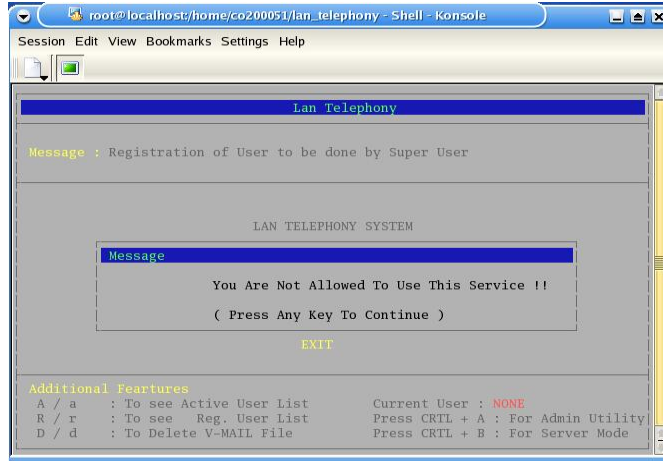 root@localhost:/home/co200051/lan_telephony - Shell - Konsole
Session Edit View Bookmarks Settings Help
Lan Telephony
Message : Registration of User to be done by Super User
LAN TELEPHONY SYSTEM
Message
You Are Not Allowed To Use This Service !!
( Press Any Key To Continue )
EXIT
Additional Feartures
A / a : To see Active User List Current User : NONE
R / r : To see Reg. User List Press CRTL + A : For Admin Utility
D / d : To Delete V-MAIL File Press CRTL + B : For Server Mode